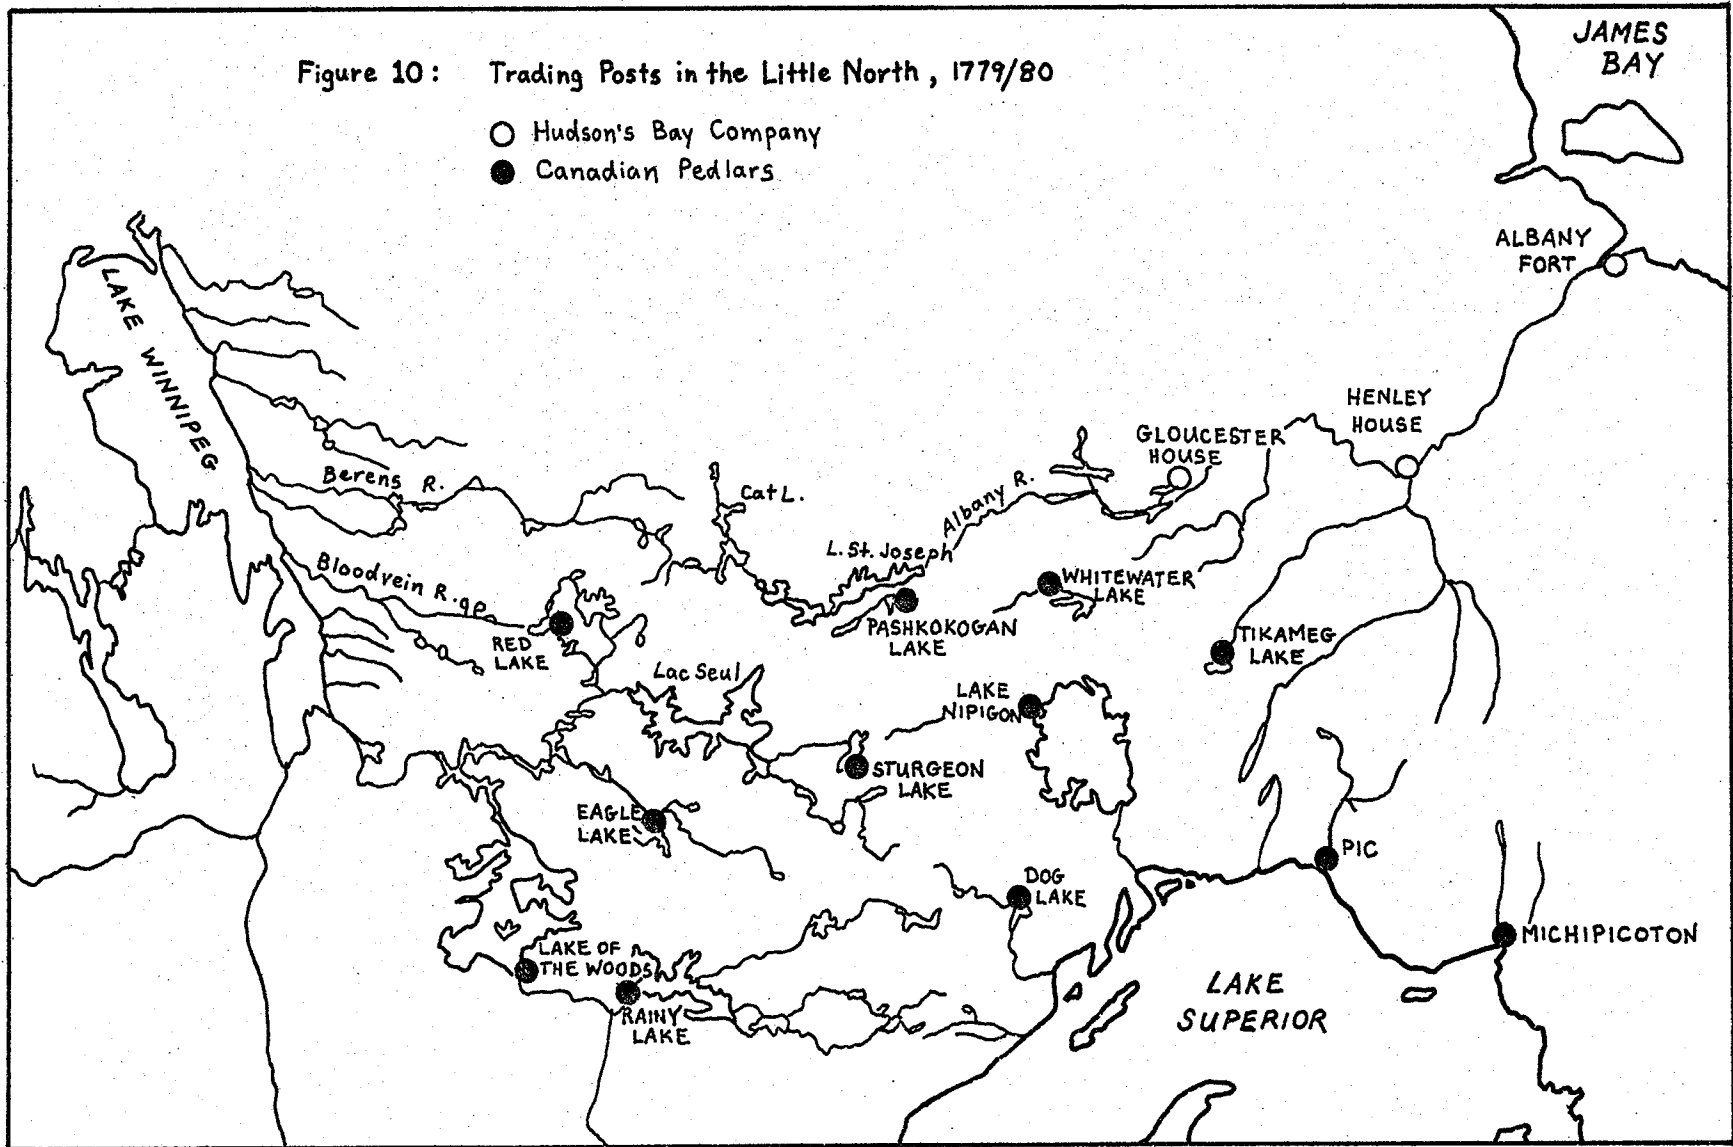 Figure 10: Trading Posts in the Little North, 1779/80
Hudson's Bay Company
Canadian Pedlars
JAMES
BAY
ALBANY
FORT
LAKE WINNIPEG
HENLEY
HOUSE
GLOUCESTER
HOUSE
Berens R.
Cat L.
Albany R.
L. St. Joseph
Bloodvein R.
WHITEWATER
LAKE
PASHKOKOGAN
LAKE
RED
LAKE
TIKAMEG
LAKE
Lac Seul
LAKE
NIPIGON
STURGEON
LAKE
EAGLE
LAKE
PIC
DOG
LAKE
MICHIPICOTON
LAKE OF
THE WOODS
RAINY
LAKE
LAKE
SUPERIOR